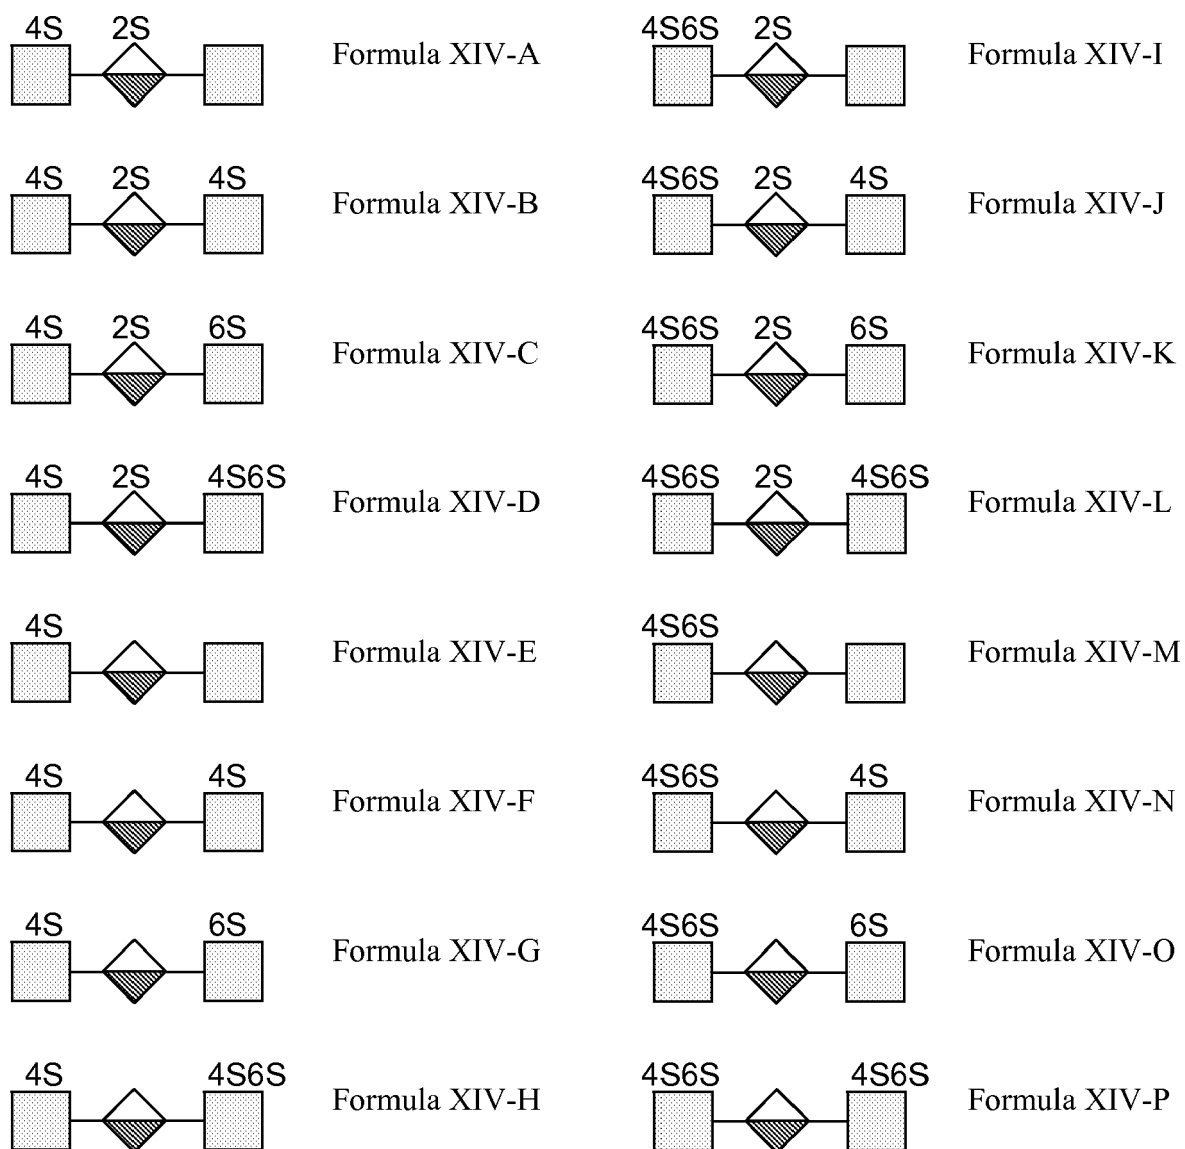 4S 2S Formula XIV-A
4S6S 2S Formula XIV-I
4S 2S 4S Formula XIV-B
4S6S 2S 4S Formula XIV-J
4S 2S 6S Formula XIV-C
4S6S 2S 6S Formula XIV-K
4S 2S 4S6S Formula XIV-D
4S6S 2S 4S6S Formula XIV-L
4S Formula XIV-E
4S6S Formula XIV-M
4S 4S Formula XIV-F
4S6S 4S Formula XIV-N
4S 6S Formula XIV-G
4S6S 6S Formula XIV-O
4S 4S6S Formula XIV-H
4S6S 4S6S Formula XIV-P